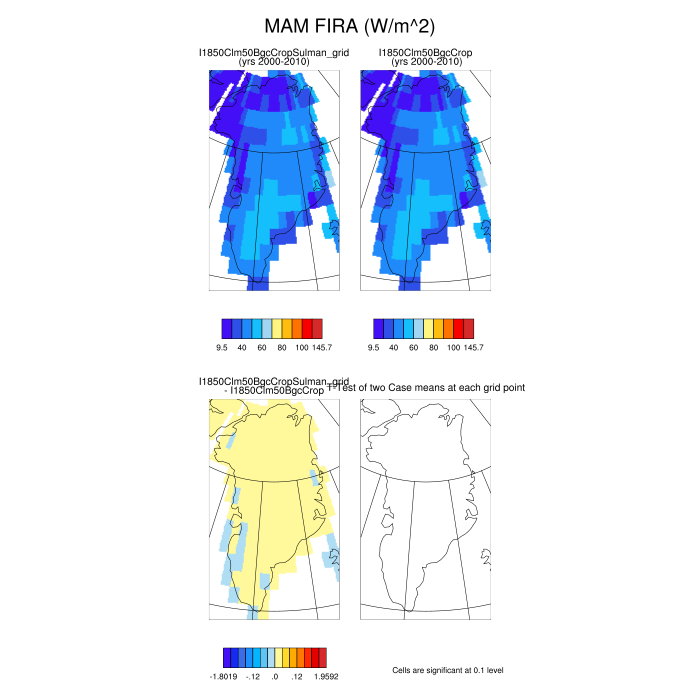 MAM FIRA (W/m^2)
I1850Clm50BgcCropSulman_grid
(yrs 2000-2010)
I1850Clm50BgcCrop
(yrs 2000-2010)
9.5 40 60 80 100 145.7
9.5 40 60 80 100 145.7
I1850Clm50BgcCropSulman_grid
- I1850Clm50BgcCrop
T-Test of two Case means at each grid point
-1.8019 -.12 .0 .12 1.9592
Cells are significant at 0.1 level